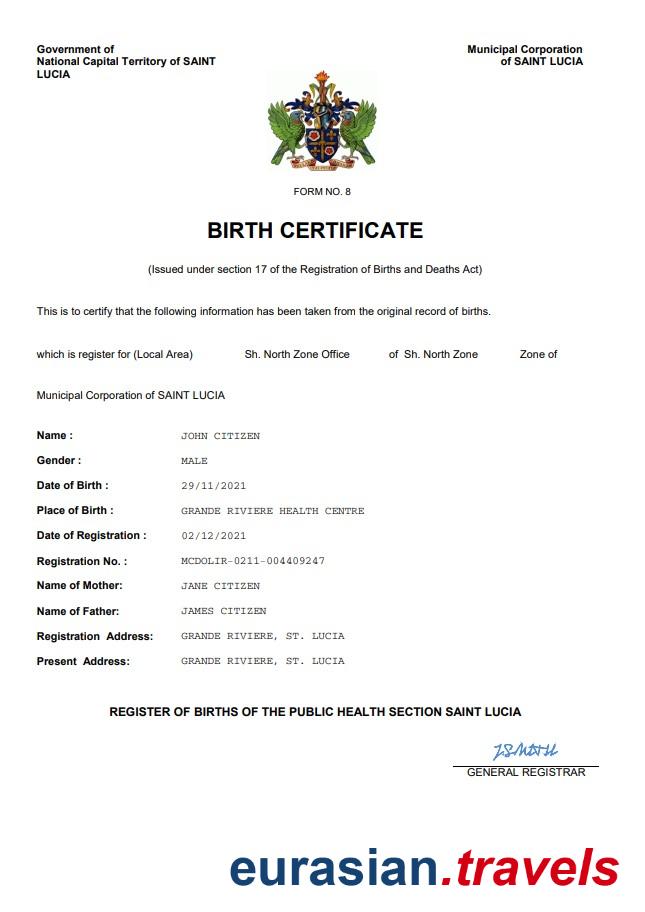 Government of
National Capital Territory of SAINT
LUCIA
Municipal Corporation
of SAINT LUCIA
FORM NO. 8
BIRTH CERTIFICATE
(Issued under section 17 of the Registration of Births and Deaths Act)
This is to certify that the following information has been taken from the original record of births.
which is register for (Local Area) Sh. North Zone Office of Sh. North Zone Zone of
Municipal Corporation of SAINT LUCIA
Name : JOHN CITIZEN
Gender : MALE
Date of Birth : 29/11/2021
Place of Birth : GRANDE RIVIERE HEALTH CENTRE
Date of Registration : 02/12/2021
Registration No. : MCDOLIR-0211-004409247
Name of Mother: JANE CITIZEN
Name of Father: JAMES CITIZEN
Registration Address: GRANDE RIVIERE, ST. LUCIA
Present Address: GRANDE RIVIERE, ST. LUCIA
REGISTER OF BIRTHS OF THE PUBLIC HEALTH SECTION SAINT LUCIA
GENERAL REGISTRAR
eurasian.travels